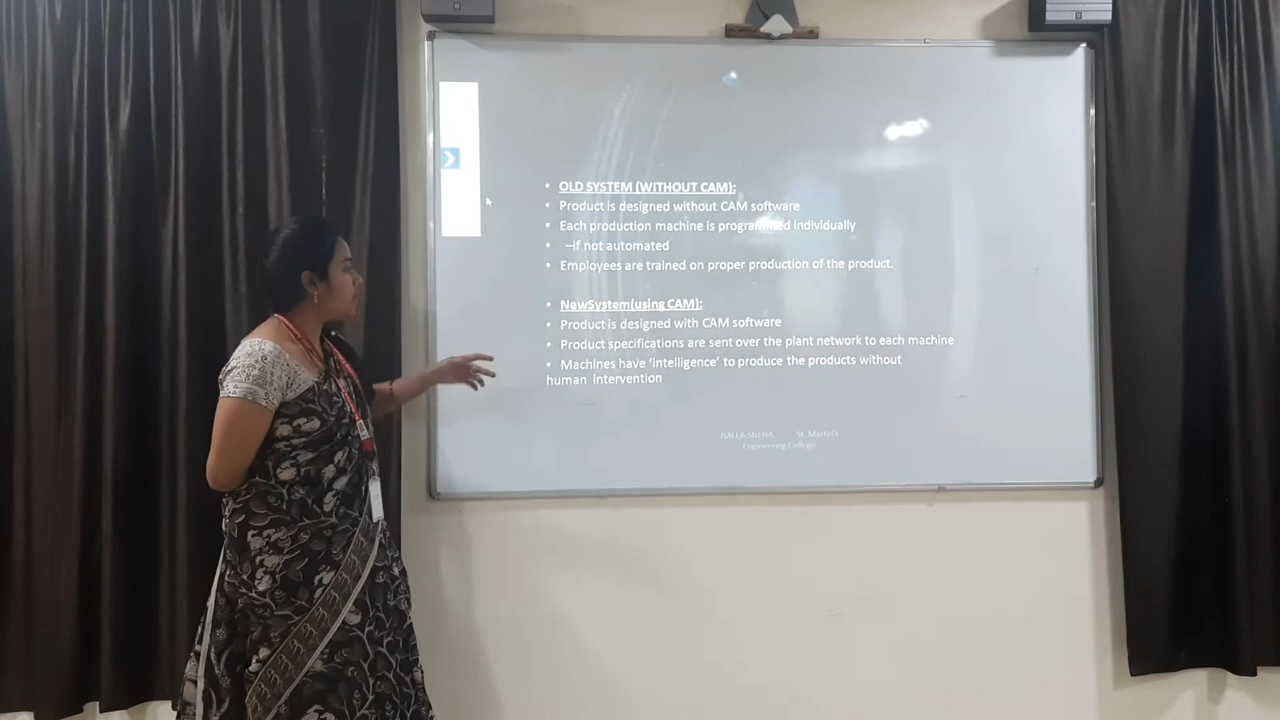 • OLD SYSTEM (WITHOUT CAM):
• Product is designed without CAM software
• Each production machine is programmed individually
• –if not automated
• Employees are trained on proper production of the product.
• NewSystem(using CAM):
• Product is designed with CAM software
• Product specifications are sent over the plant network to each machine
• Machines have ‘intelligence’ to produce the products without
human intervention
St. Martin's
Engineering College